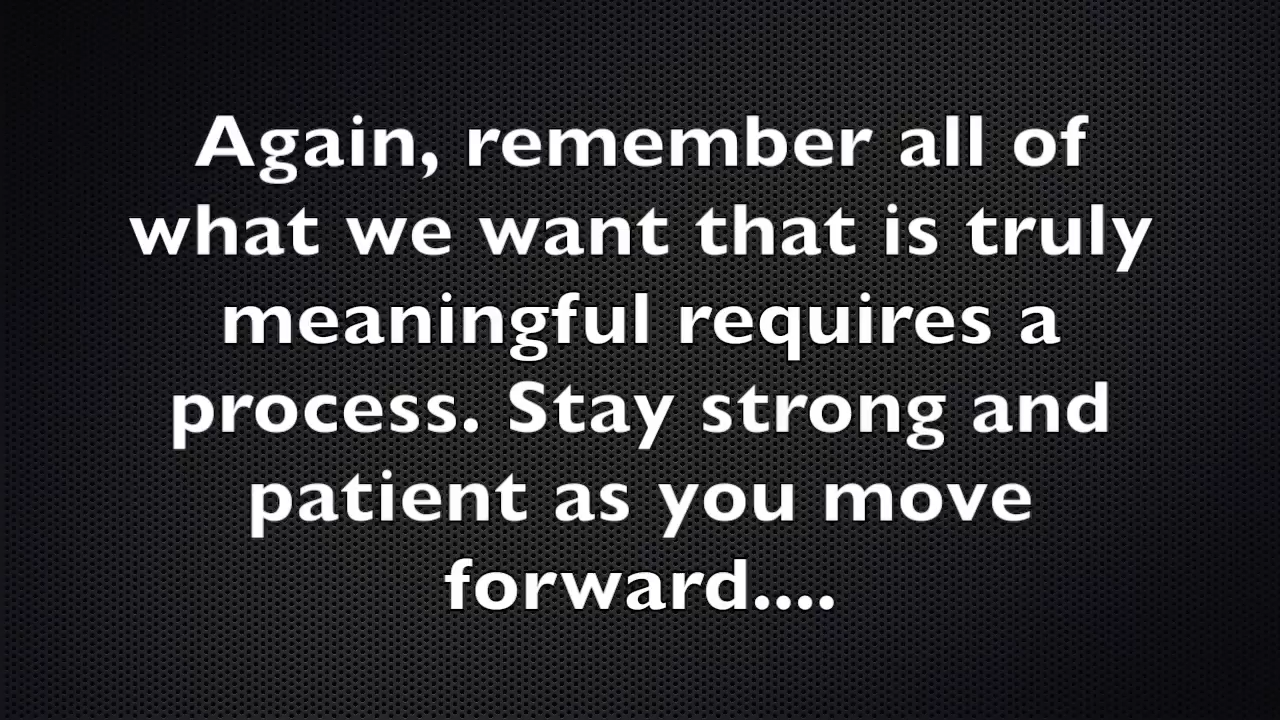 Again, remember all of
what we want that is truly
meaningful requires a
process. Stay strong and
patient as you move
forward....